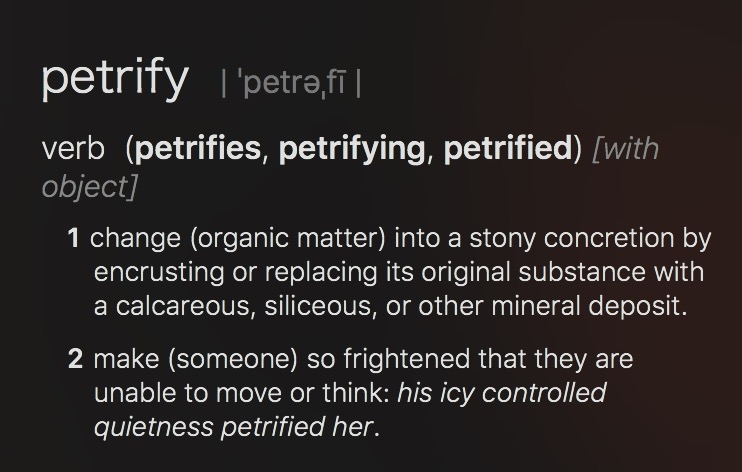 petrify | ˈpetrəˌfī |
verb (petrifies, petrifying, petrified) [with
object]
1 change (organic matter) into a stony concretion by
encrusting or replacing its original substance with
a calcareous, siliceous, or other mineral deposit.
2 make (someone) so frightened that they are
unable to move or think: his icy controlled
quietness petrified her.